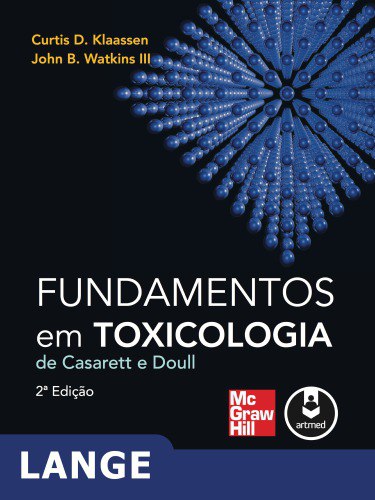 Curtis D. Klaassen
John B. Watkins III
FUNDAMENTOS
em TOXICOLOGIA
de Casarett e Doull
2ª Edição
Mc
Graw
Hill
artmed
LANGE